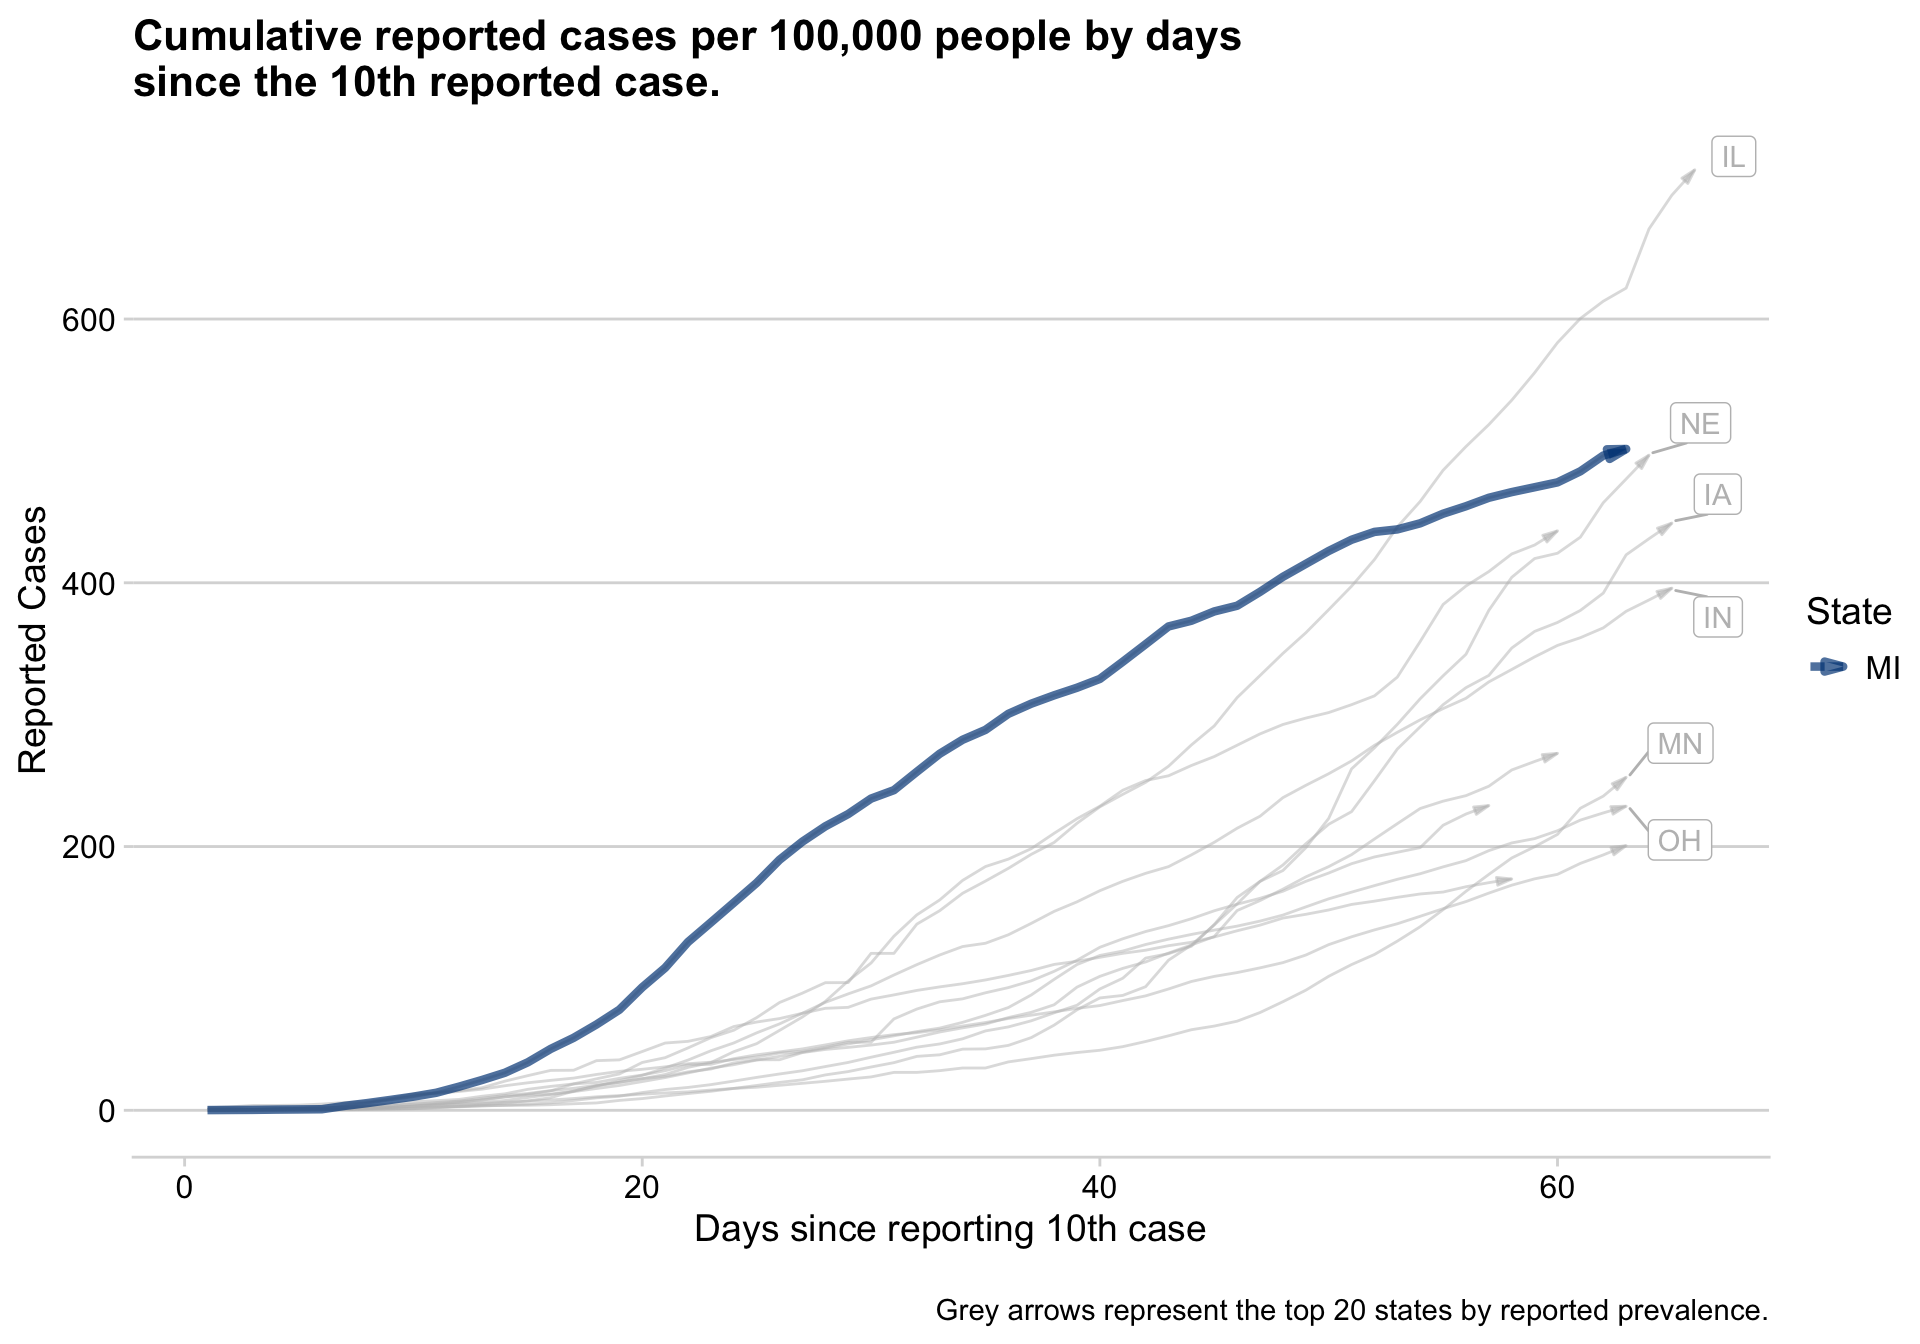 Cumulative reported cases per 100,000 people by days
since the 10th reported case.
IL
600
NE
IA
Reported Cases
400
IN
State
MI
MN
OH
200
0
0 20 40 60
Days since reporting 10th case
Grey arrows represent the top 20 states by reported prevalence.